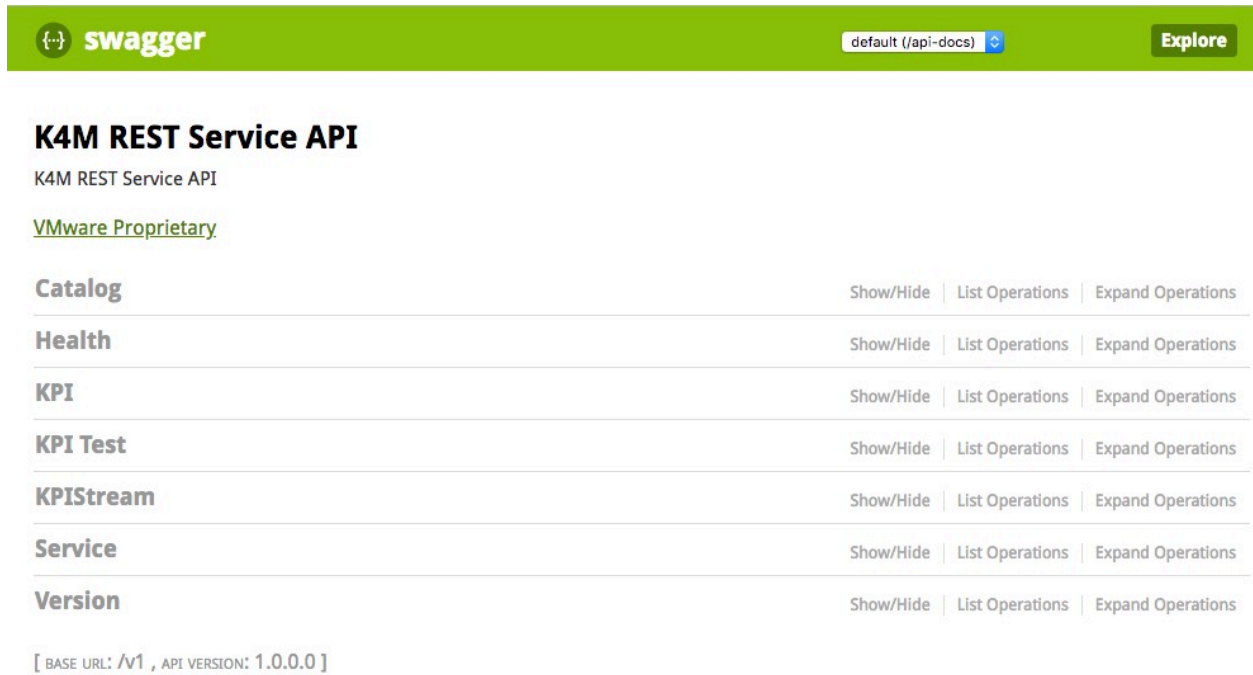 {··} swagger default (/api-docs) Explore
K4M REST Service API
K4M REST Service API
VMware Proprietary
Catalog Show/Hide List Operations Expand Operations
Health Show/Hide List Operations Expand Operations
KPI Show/Hide List Operations Expand Operations
KPI Test Show/Hide List Operations Expand Operations
KPIStream Show/Hide List Operations Expand Operations
Service Show/Hide List Operations Expand Operations
Version Show/Hide List Operations Expand Operations
[ BASE URL: /v1 , API VERSION: 1.0.0.0 ]